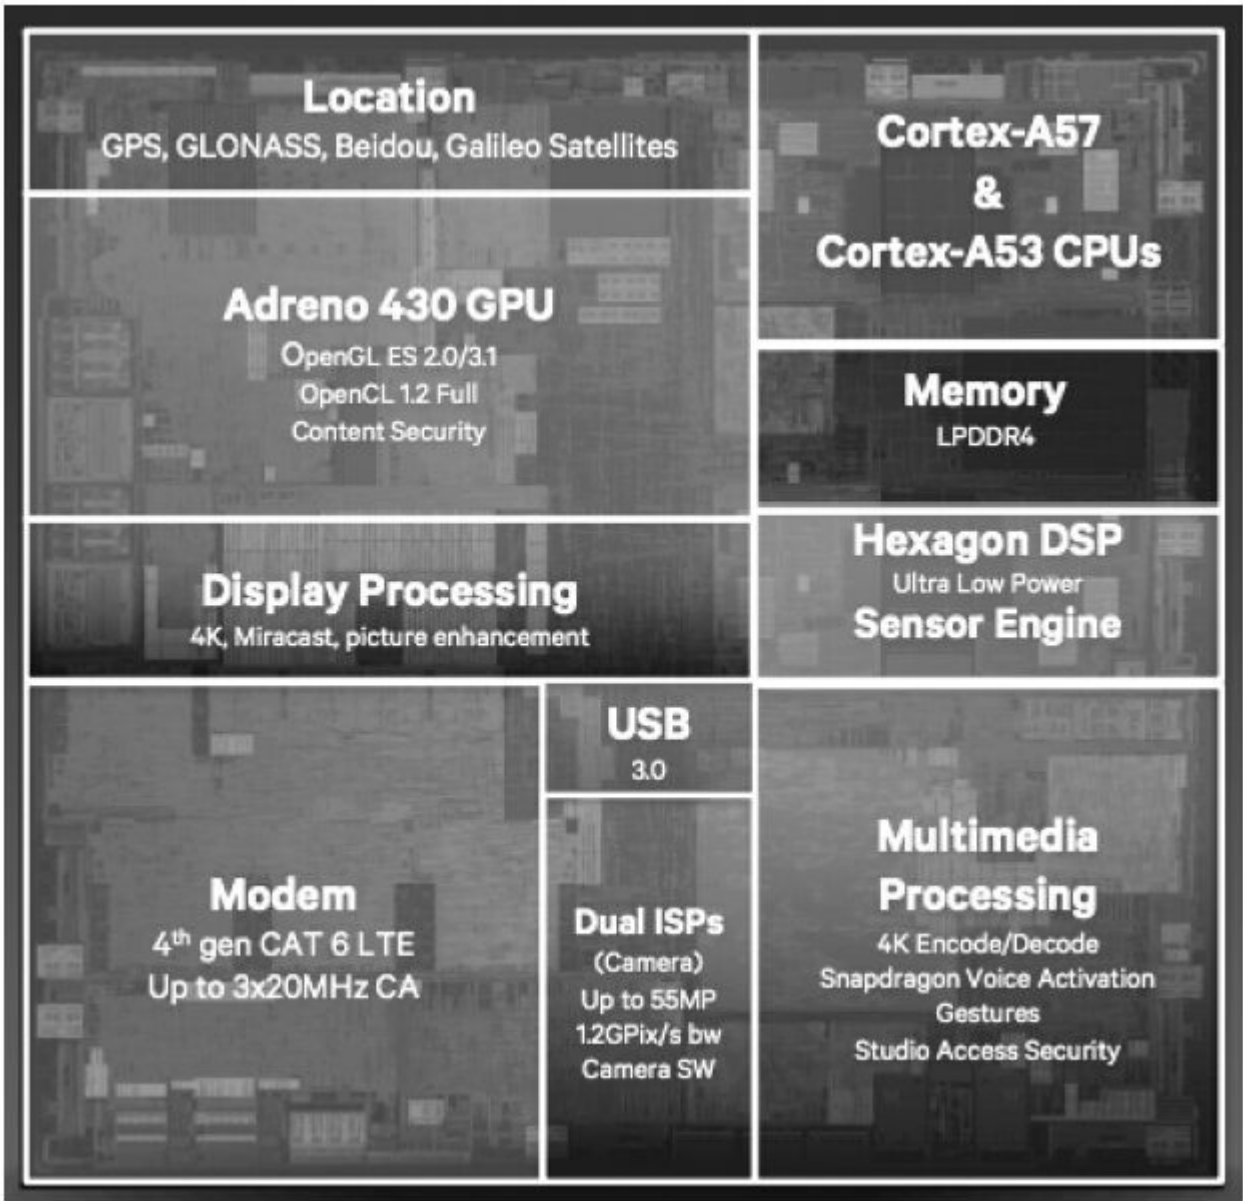 Location
GPS, GLONASS, Beidou, Galileo Satellites
Cortex-A57
&
Cortex-A53 CPUs
Adreno 430 GPU
OpenGL ES 2.0/3.1
OpenCL 1.2 Full
Content Security
Memory
LPDDR4
Display Processing
4K, Miracast, picture enhancement
Hexagon DSP
Ultra Low Power
Sensor Engine
Modem
4th gen CAT 6 LTE
Up to 3x20MHz CA
USB
3.0
Dual ISPs
(Camera)
Up to 55MP
1.2GPix/s bw
Camera SW
Multimedia
Processing
4K Encode/Decode
Snapdragon Voice Activation
Gestures
Studio Access Security